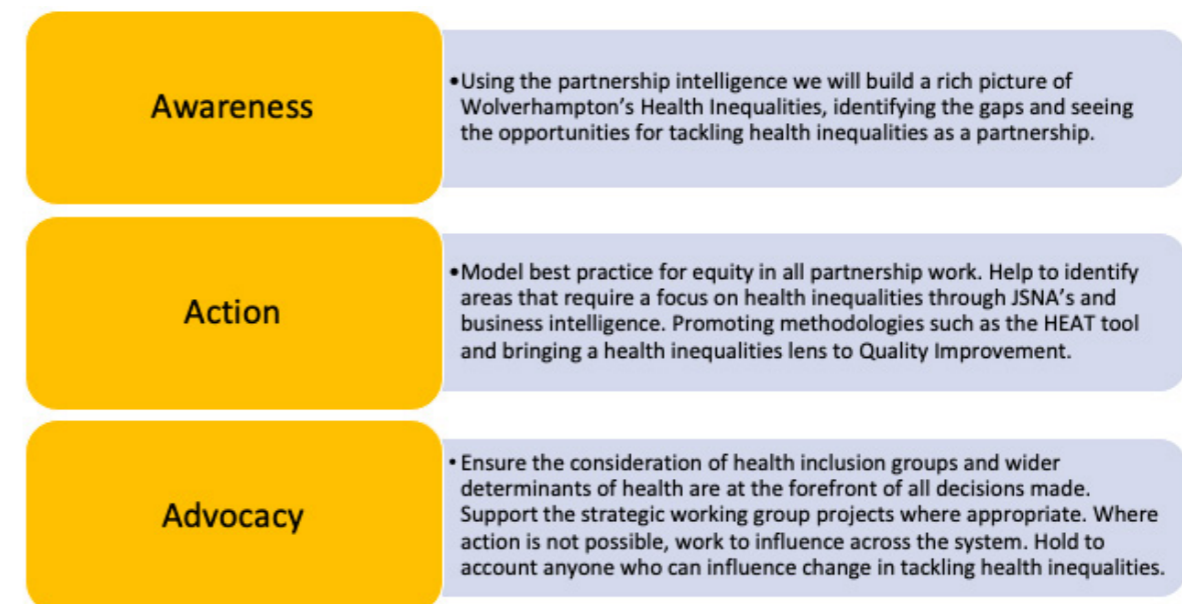 Awareness
•Using the partnership intelligence we will build a rich picture of
Wolverhampton's Health Inequalities, identifying the gaps and seeing
the opportunities for tackling health inequalities as a partnership.
Action
•Model best practice for equity in all partnership work. Help to identify
areas that require a focus on health inequalities through JSNA's and
business intelligence. Promoting methodologies such as the HEAT tool
and bringing a health inequalities lens to Quality Improvement.
Advocacy
• Ensure the consideration of health inclusion groups and wider
determinants of health are at the forefront of all decisions made.
Support the strategic working group projects where appropriate. Where
action is not possible, work to influence across the system. Hold to
account anyone who can influence change in tackling health inequalities.